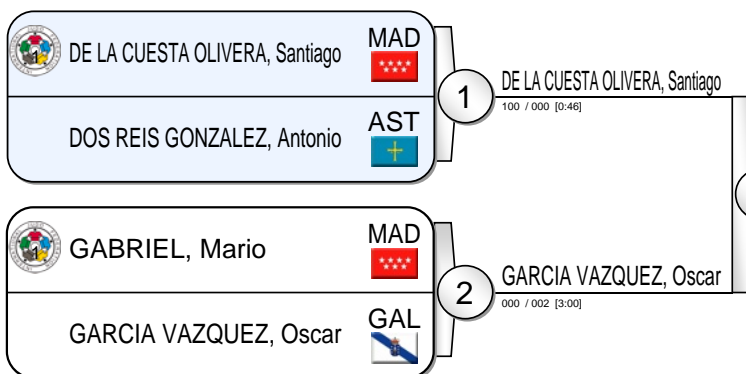 DE LA CUESTA OLIVERA, Santiago MAD
DOS REIS GONZALEZ, Antonio AST
1
DE LA CUESTA OLIVERA, Santiago
100 / 000 [0:46]
GABRIEL, Mario MAD
GARCIA VAZQUEZ, Oscar GAL
2
GARCIA VAZQUEZ, Oscar
000 / 002 [3:00]